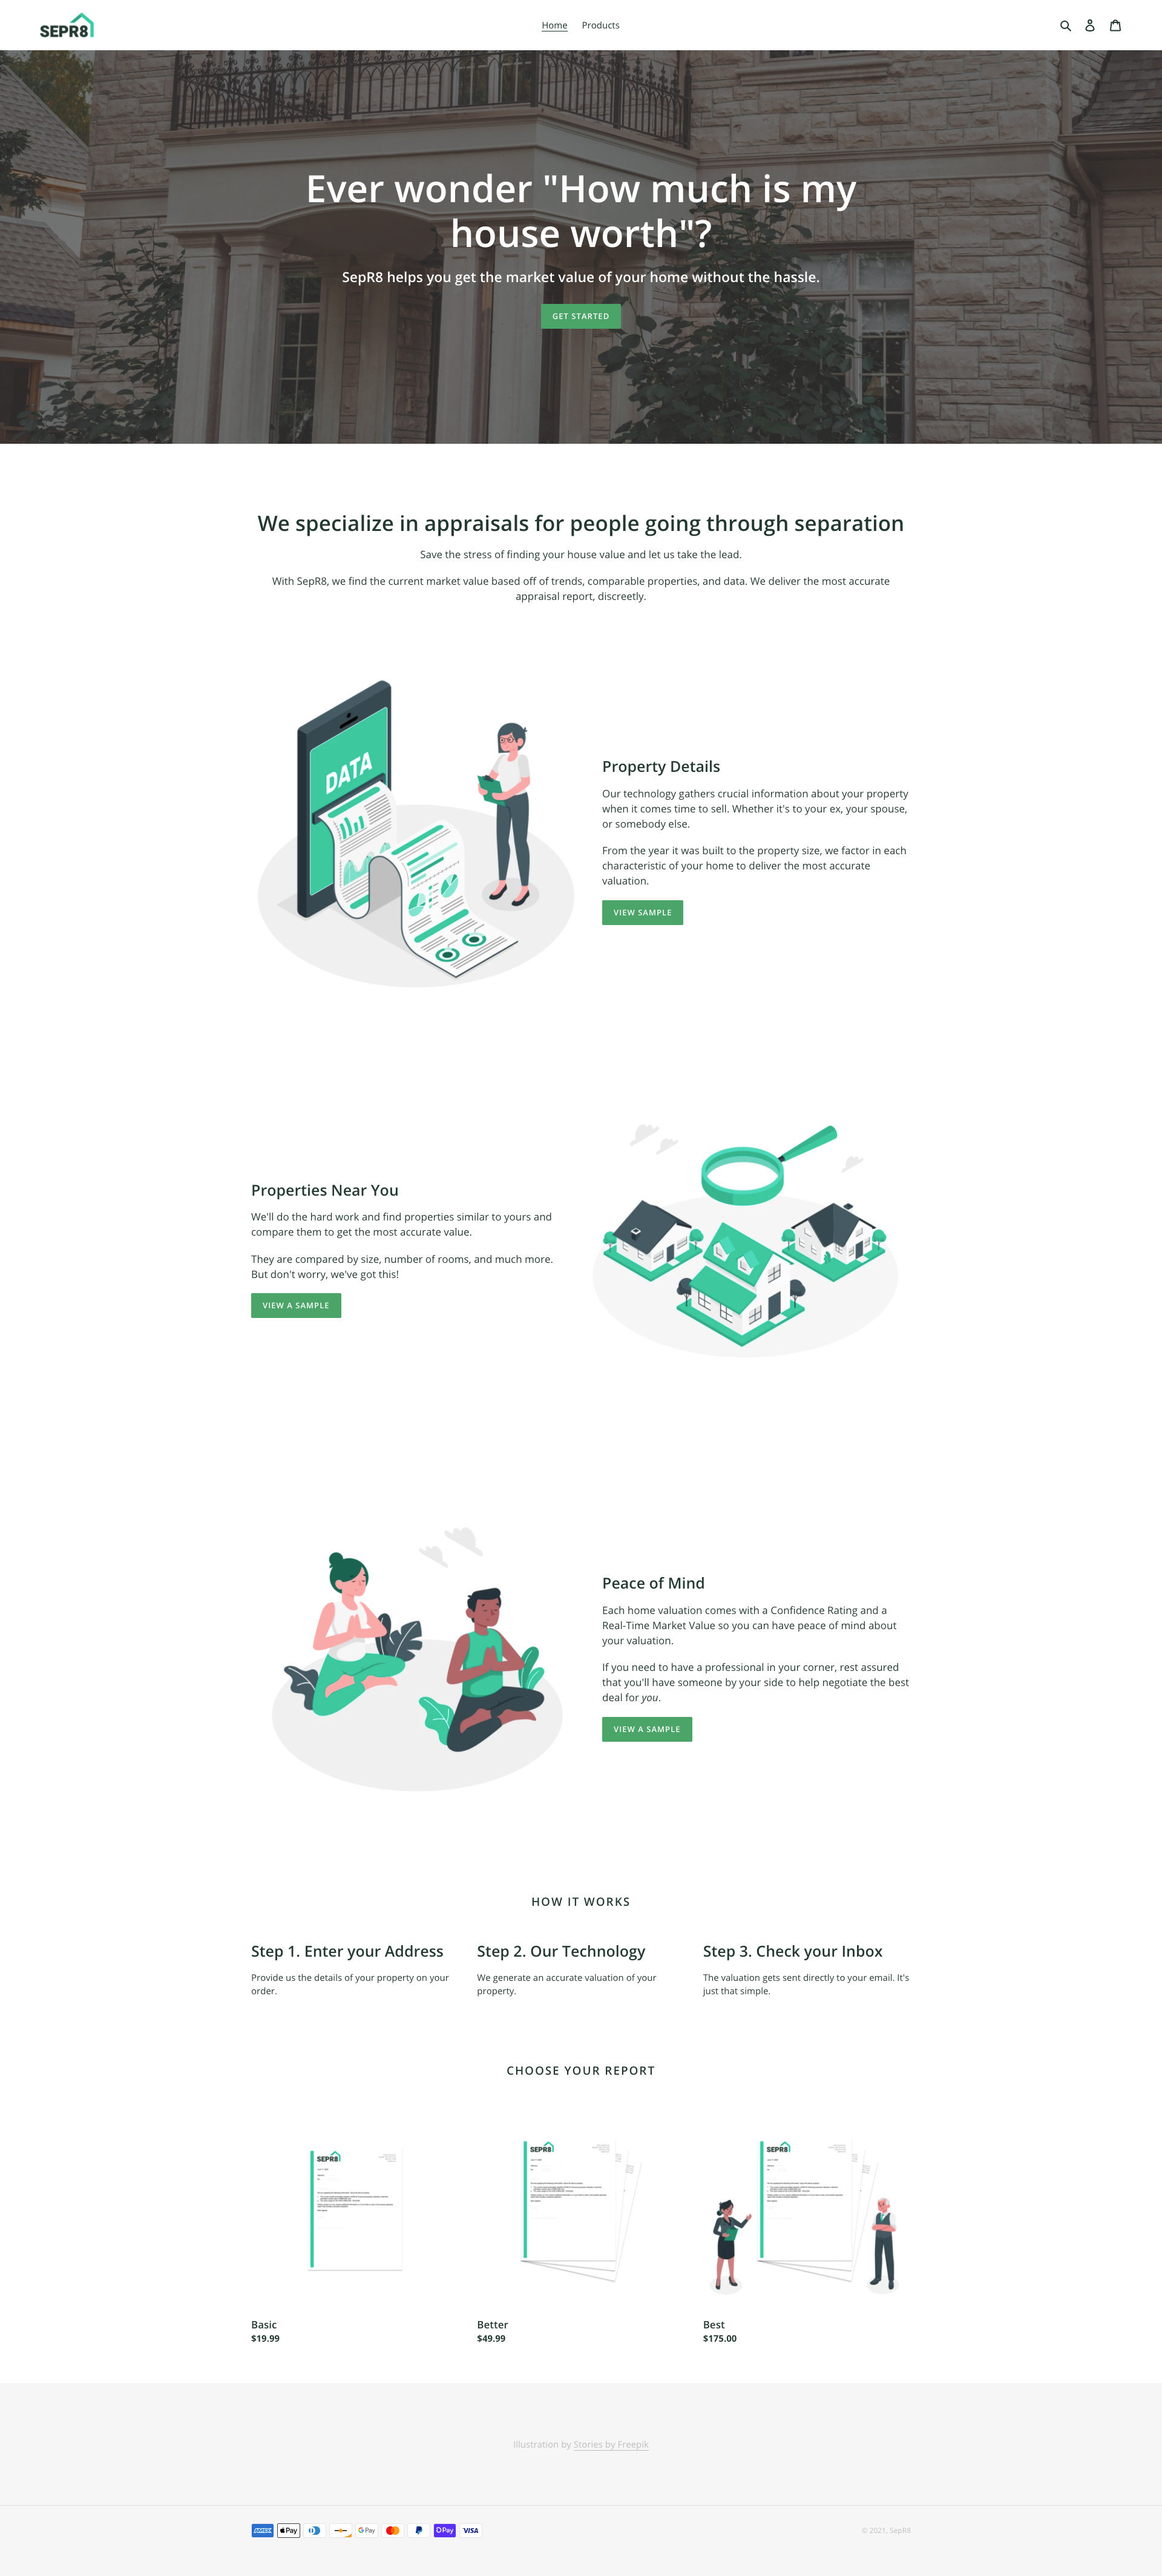 SEPR8
Home Products
Ever wonder "How much is my
house worth"?
SepR8 helps you get the market value of your home without the hassle.
GET STARTED
We specialize in appraisals for people going through separation
Save the stress of finding your house value and let us take the lead.
With SepR8, we find the current market value based off of trends, comparable properties, and data. We deliver the most accurate
appraisal report, discreetly.
DATA
Property Details
Our technology gathers crucial information about your property
when it comes time to sell. Whether it's to your ex, your spouse,
or somebody else.
From the year it was built to the property size, we factor in each
characteristic of your home to deliver the most accurate
valuation.
VIEW SAMPLE
Properties Near You
We'll do the hard work and find properties similar to yours and
compare them to get the most accurate value.
They are compared by size, number of rooms, and much more.
But don't worry, we've got this!
VIEW A SAMPLE
Peace of Mind
Each home valuation comes with a Confidence Rating and a
Real-Time Market Value so you can have peace of mind about
your valuation.
If you need to have a professional in your corner, rest assured
that you'll have someone by your side to help negotiate the best
deal for you.
VIEW A SAMPLE
HOW IT WORKS
Step 1. Enter your Address
Provide us the details of your property on your
order.
Step 2. Our Technology
We generate an accurate valuation of your
property.
Step 3. Check your Inbox
The valuation gets sent directly to your email. It's
just that simple.
CHOOSE YOUR REPORT
SEPR8
SEPR8
SEPR8
Basic
$19.99
Better
$49.99
Best
$175.00
Illustration by Stories by Freepik
AMEX Pay G Pay Pay VISA
© 2021, SepR8